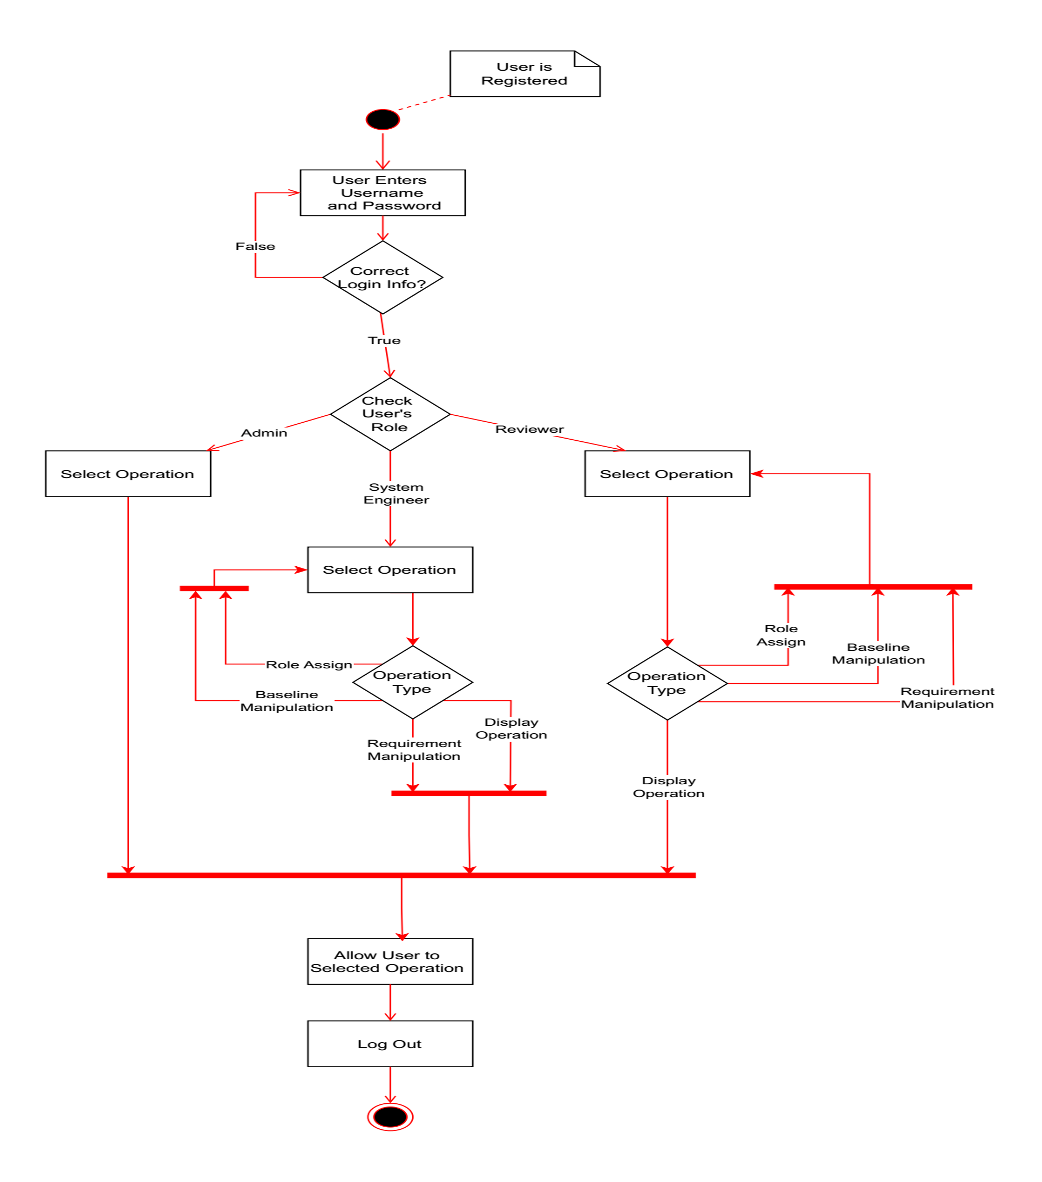 User is
Registered
User Enters
Username
and Password
False
Correct
Login Info?
True
Check
User's
Role
Admin
Reviewer
Select Operation
Select Operation
System
Engineer
Select Operation
Role Assign
Baseline
Manipulation
Operation
Type
Requirement
Manipulation
Display
Operation
Role
Assign
Baseline
Manipulation
Requirement
Manipulation
Operation
Type
Display
Operation
Allow User to
Selected Operation
Log Out